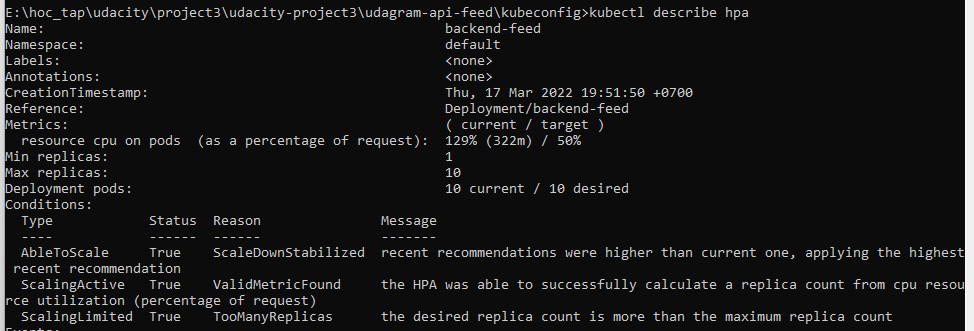 E:\hoc_tap\udacity\project3\udacity-project3\udagram-api-feed\kubeconfig>kubectl describe hpa
Name: backend-feed
Namespace: default
Labels: <none>
Annotations: <none>
CreationTimestamp: Thu, 17 Mar 2022 19:51:50 +0700
Reference: Deployment/backend-feed
Metrics: ( current / target )
resource cpu on pods (as a percentage of request): 129% (322m) / 50%
Min replicas: 1
Max replicas: 10
Deployment pods: 10 current / 10 desired
Conditions:
Type Status Reason Message
---- ------ ------ -------
AbleToScale True ScaleDownStabilized recent recommendations were higher than current one, applying the highest
recent recommendation
ScalingActive True ValidMetricFound the HPA was able to successfully calculate a replica count from cpu resou
rce utilization (percentage of request)
ScalingLimited True TooManyReplicas the desired replica count is more than the maximum replica count